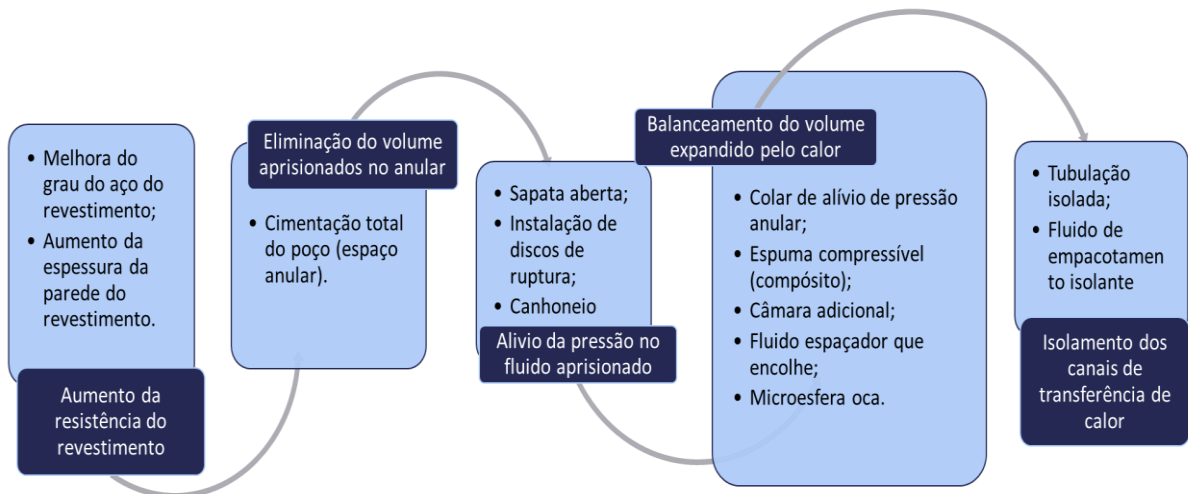 • Melhora do
grau do aço do
revestimento;
• Aumento da
espessura da
parede do
revestimento.
Aumento da
resistência do
revestimento
Eliminação do volume
aprisionados no anular
• Cimentação total
do poço (espaço
anular).
• Sapata aberta;
• Instalação de
discos de
ruptura;
• Canhoneio
Alivio da pressão no
fluido aprisionado
Balanceamento do volume
expandido pelo calor
• Colar de alívio de pressão
anular;
• Espuma compressível
(compósito);
• Câmara adicional;
• Fluido espaçador que
encolhe;
• Microesfera oca.
• Tubulação
isolada;
• Fluido de
empacotamen
to isolante
Isolamento dos
canais de
transferência de
calor